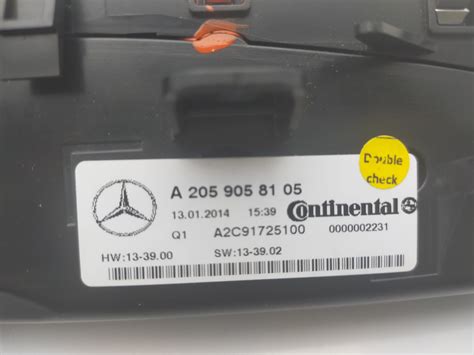 Double
check
A 205 905 81 05
13.01.2014 15:39 Continental
Q1 A2C91725100 0000002231
HW:13-39.00 SW:13-39.02